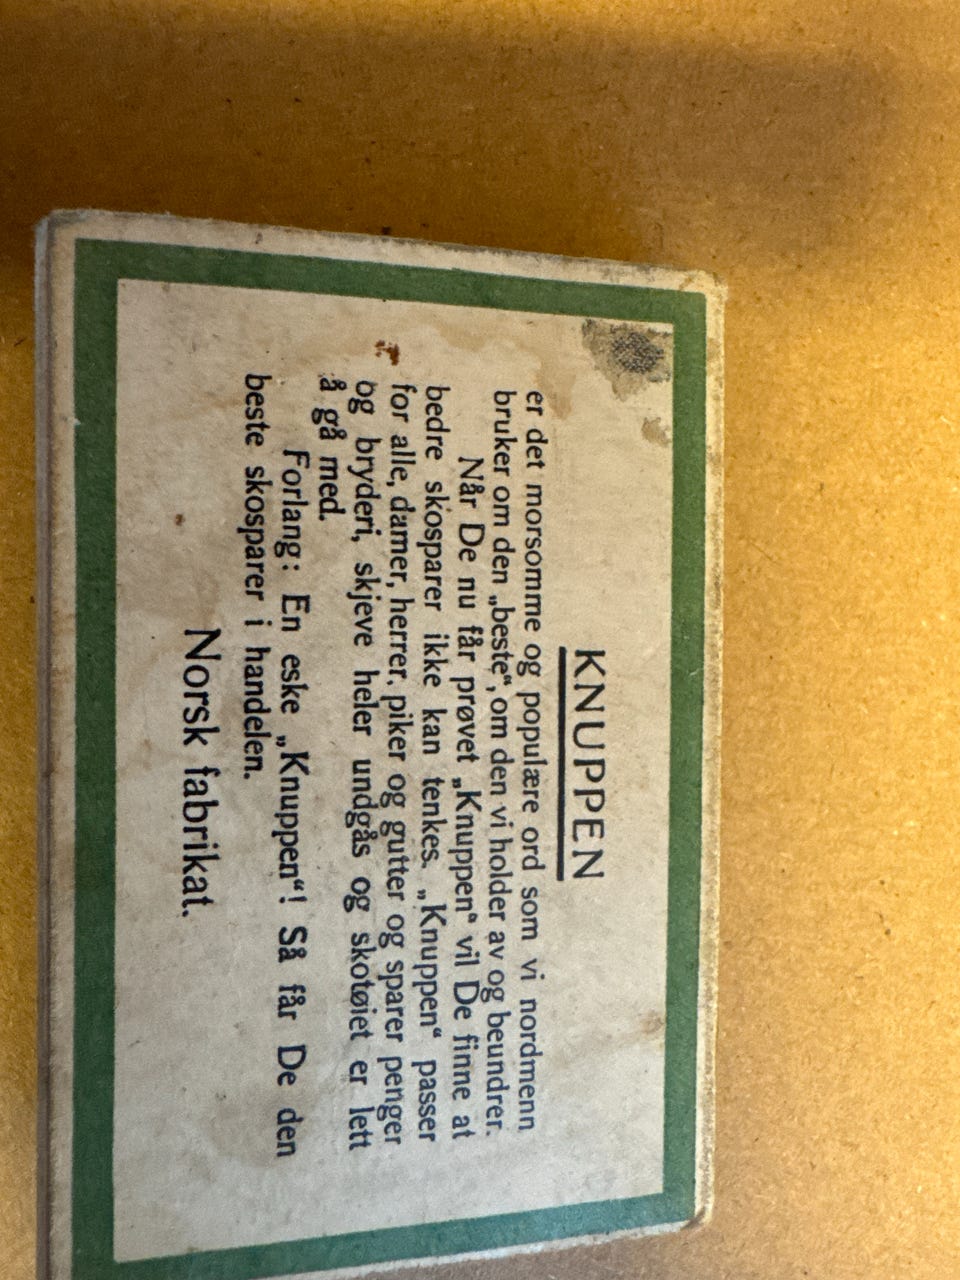 KNUPPEN
er det morsomme og populære ord som vi nordmenn
bruker om den „beste“, om den vi holder av og beundrer.
Når De nu får prøvet „Knuppen“ vil De finne at
bedre skosparer ikke kan tenkes. „Knuppen“ passer
for alle, damer, herrer, piker og gutter og sparer penger
og bryderi, skjeve heler undgås og skotøiet er lett
å gå med.
Forlang: En eske „Knuppen“! Så får De den
beste skosparer i handelen.
Norsk fabrikat.